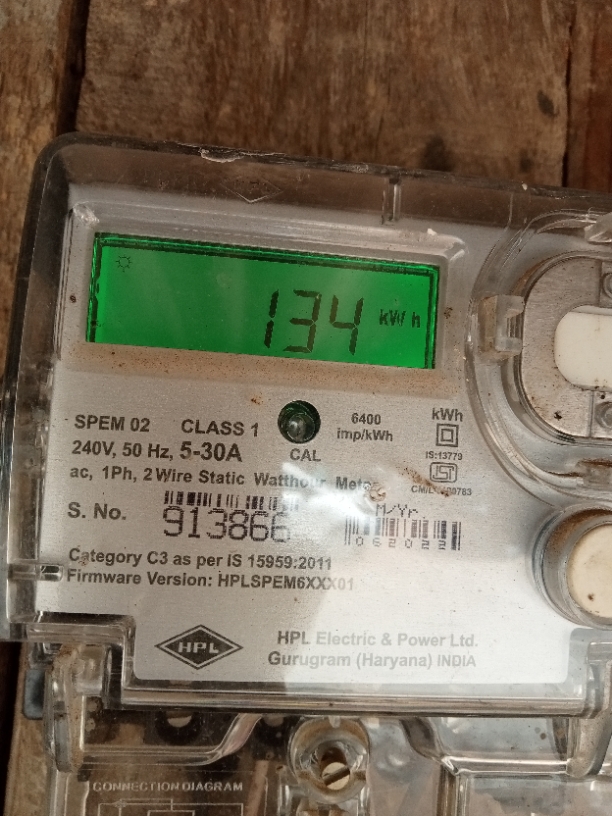 134 kWh
SPEM 02 CLASS 1
6400
imp/kWh
kWh
240V, 50 Hz, 5-30A
CAL
IS:13779
ac, 1Ph, 2 Wire Static Watthour Meter
S. No. 913866
M/Yr
062022
Category C3 as per IS 15959:2011
Firmware Version: HPLSPEM6XXX01
HPL
HPL Electric & Power Ltd.
Gurugram (Haryana) INDIA
CONNECTION DIAGRAM